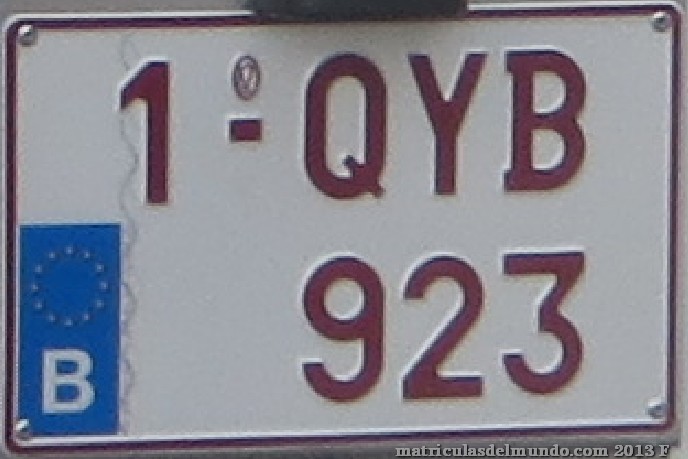 1-QYB
923
B
matriculasdelmundo.com 2013 F